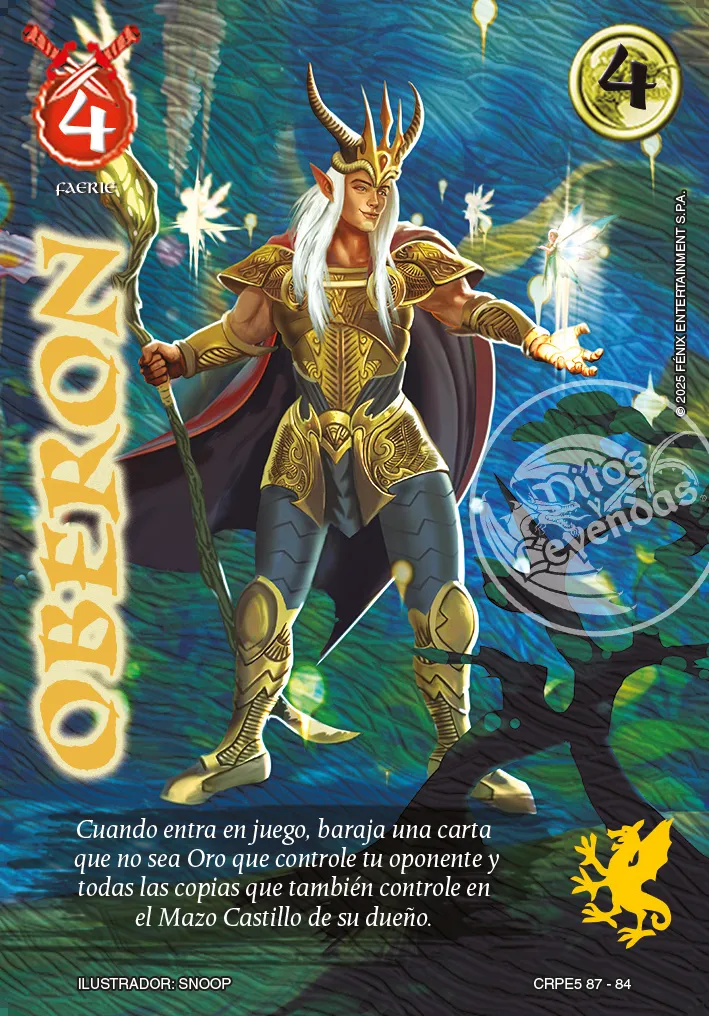 4
4
FAERIE
OBERON
© 2025 FÉNIX ENTERTAINMENT S.P.A.
Mitos
y
Leyendas
Cuando entra en juego, baraja una carta
que no sea Oro que controle tu oponente y
todas las copias que también controle en
el Mazo Castillo de su dueño.
ILUSTRADOR: SNOOP
CRPE5 87 - 84